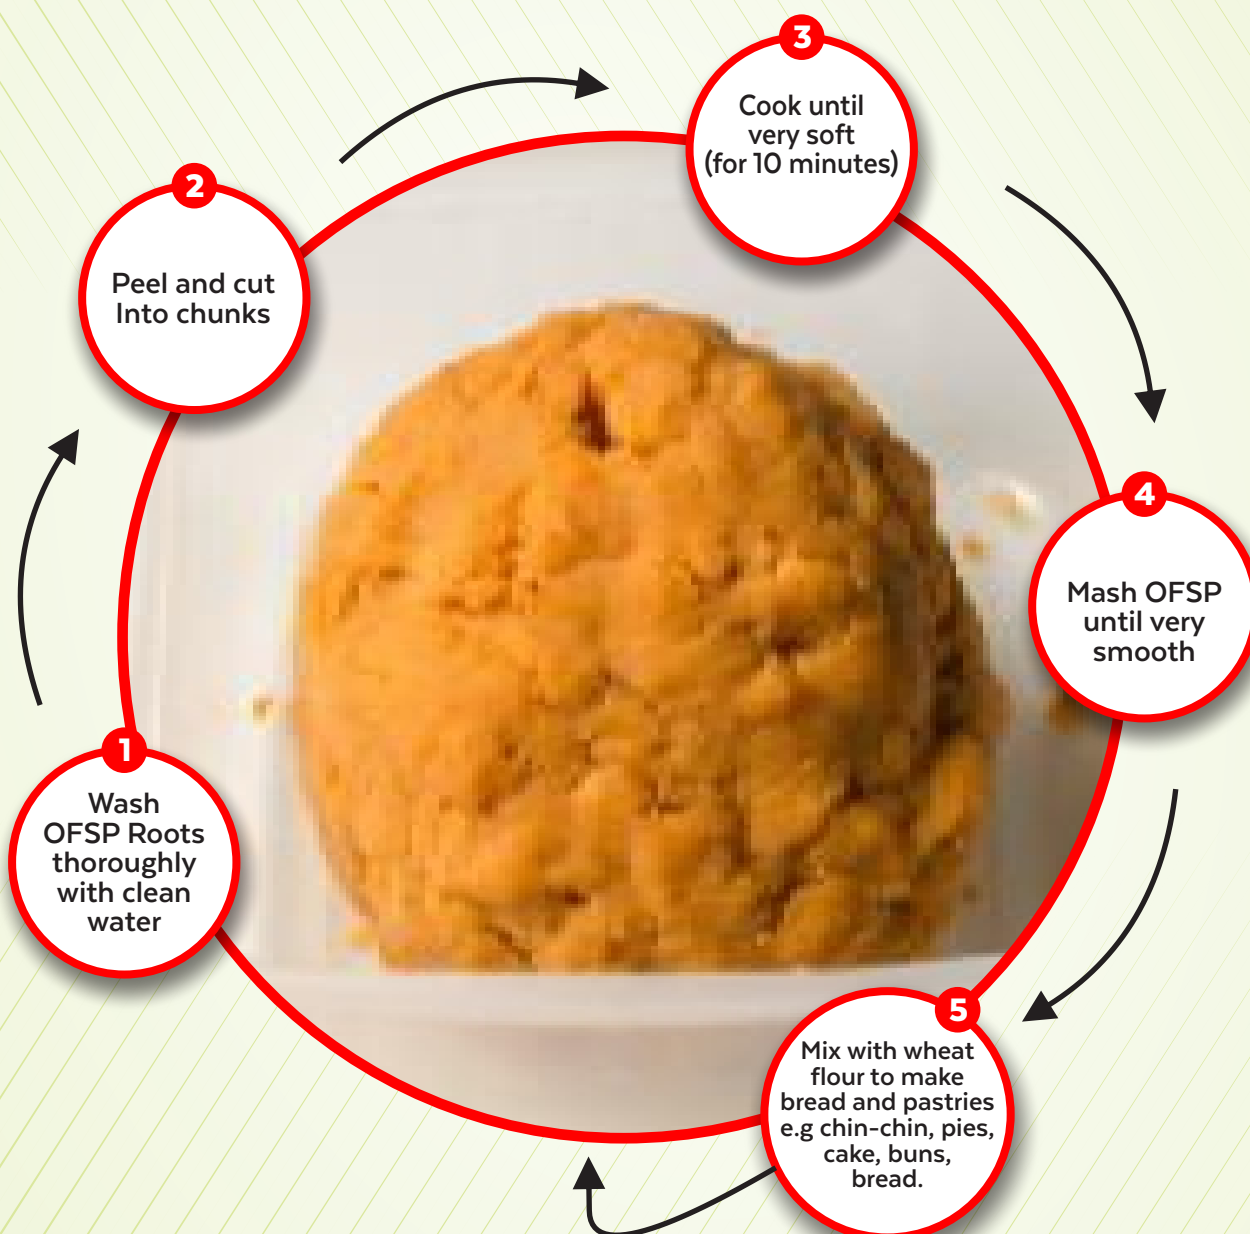 1
Wash
OFSP Roots
thoroughly
with clean
water
2
Peel and cut
Into chunks
3
Cook until
very soft
(for 10 minutes)
4
Mash OFSP
until very
smooth
5
Mix with wheat
flour to make
bread and pastries
e.g chin-chin, pies,
cake, buns,
bread.